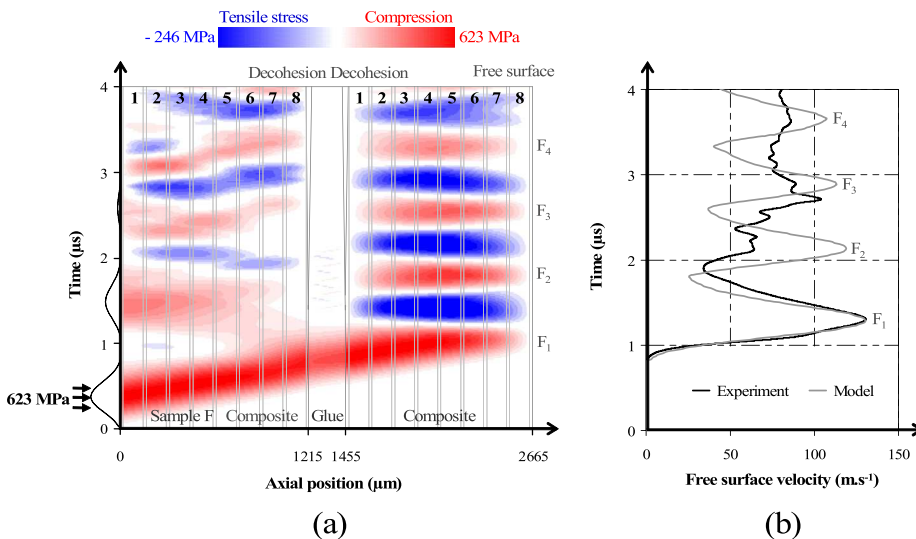 Tensile stress Compression
- 246 MPa 623 MPa
Decohesion Decohesion Free surface
4 1 2 3 4 5 6 7 8 1 2 3 4 5 6 7 8
F4
3
F3
Time (µs)
2
F2
1
F1
623 MPa
Sample F Composite Glue Composite
0
0 1215 1455 2665
Axial position (µm)
(a)
4
F4
3
F3
Time (µs)
2
F2
F1
1
Experiment Model
0
0 50 100 150
Free surface velocity (m.s-1)
(b)